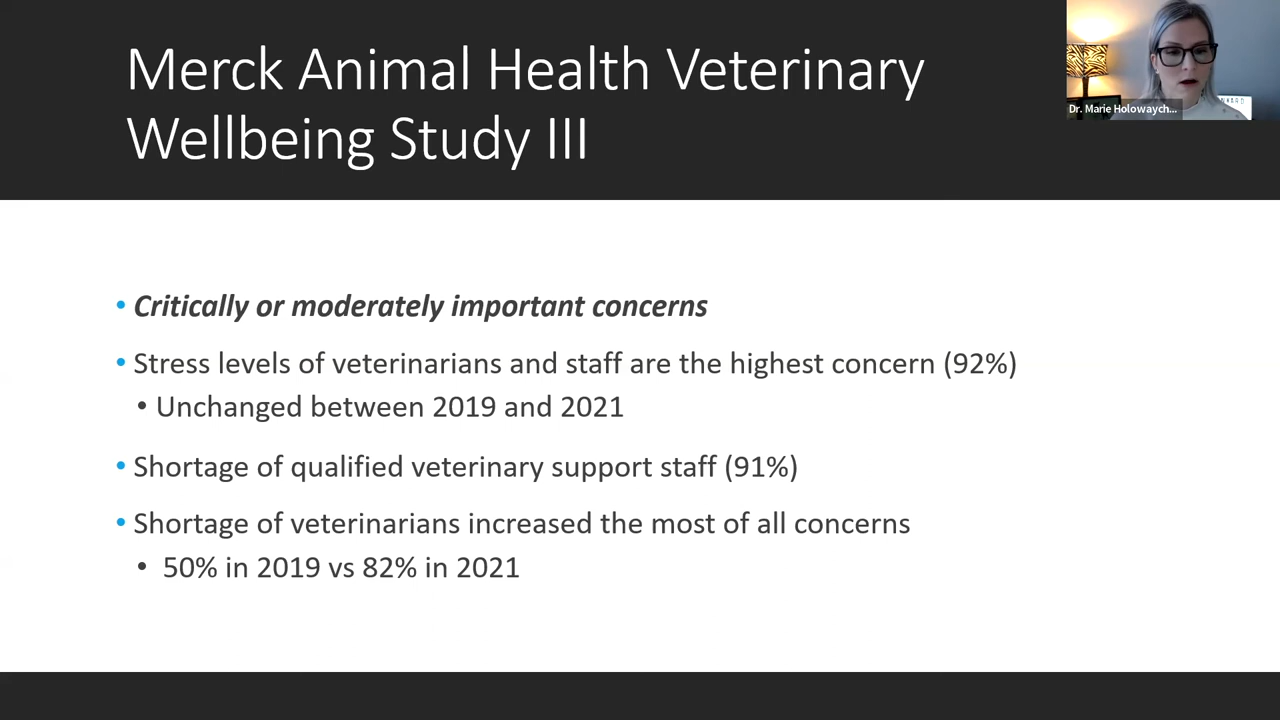 Merck Animal Health Veterinary
Wellbeing Study III
Dr. Marie Holowaych...
• Critically or moderately important concerns
• Stress levels of veterinarians and staff are the highest concern (92%)
• Unchanged between 2019 and 2021
• Shortage of qualified veterinary support staff (91%)
• Shortage of veterinarians increased the most of all concerns
• 50% in 2019 vs 82% in 2021